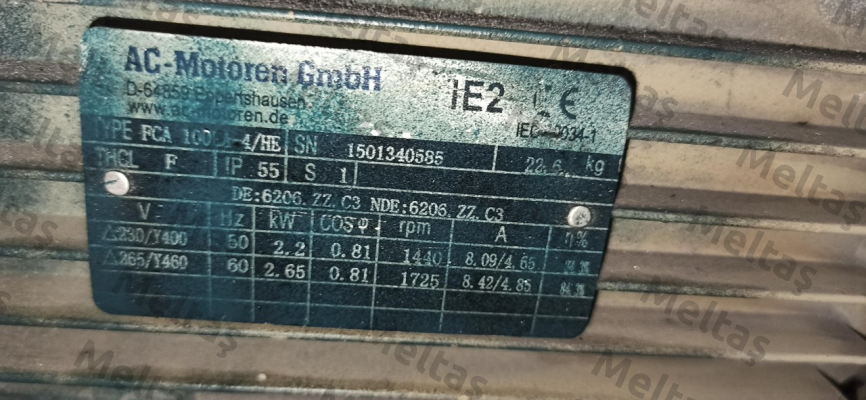 AC-Motoren GmbH
IE2 CE
D-64859 Eppertshausen
www.ac-motoren.de
IEC 60034-1
TYPE FCA 100L-4/HE SN 1501340585 22.6 kg
THCL F IP 55 S 1
DE:6206.ZZ.C3 NDE:6206.ZZ.C3
V Hz kW COSφ rpm A η%
△230/Y400 50 2.2 0.81 1440 8.09/4.65
△265/Y460 60 2.65 0.81 1725 8.42/4.85
Meltaş